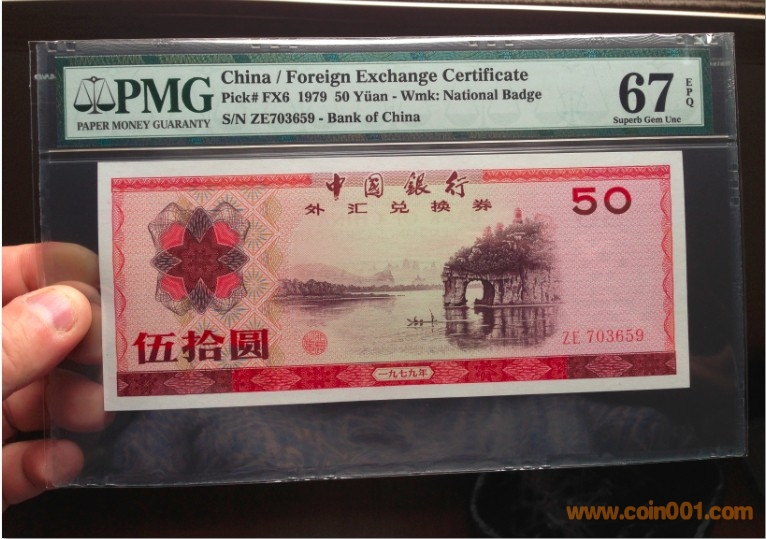 PMG
PAPER MONEY GUARANTY
China / Foreign Exchange Certificate
Pick# FX6 1979 50 Yüan - Wmk: National Badge
S/N ZE703659 - Bank of China
67
EPQ
Superb Gem Unc
中國銀行
外汇兑换券
50
伍拾圆
ZE 703659
一九七九年
www.coin001.com